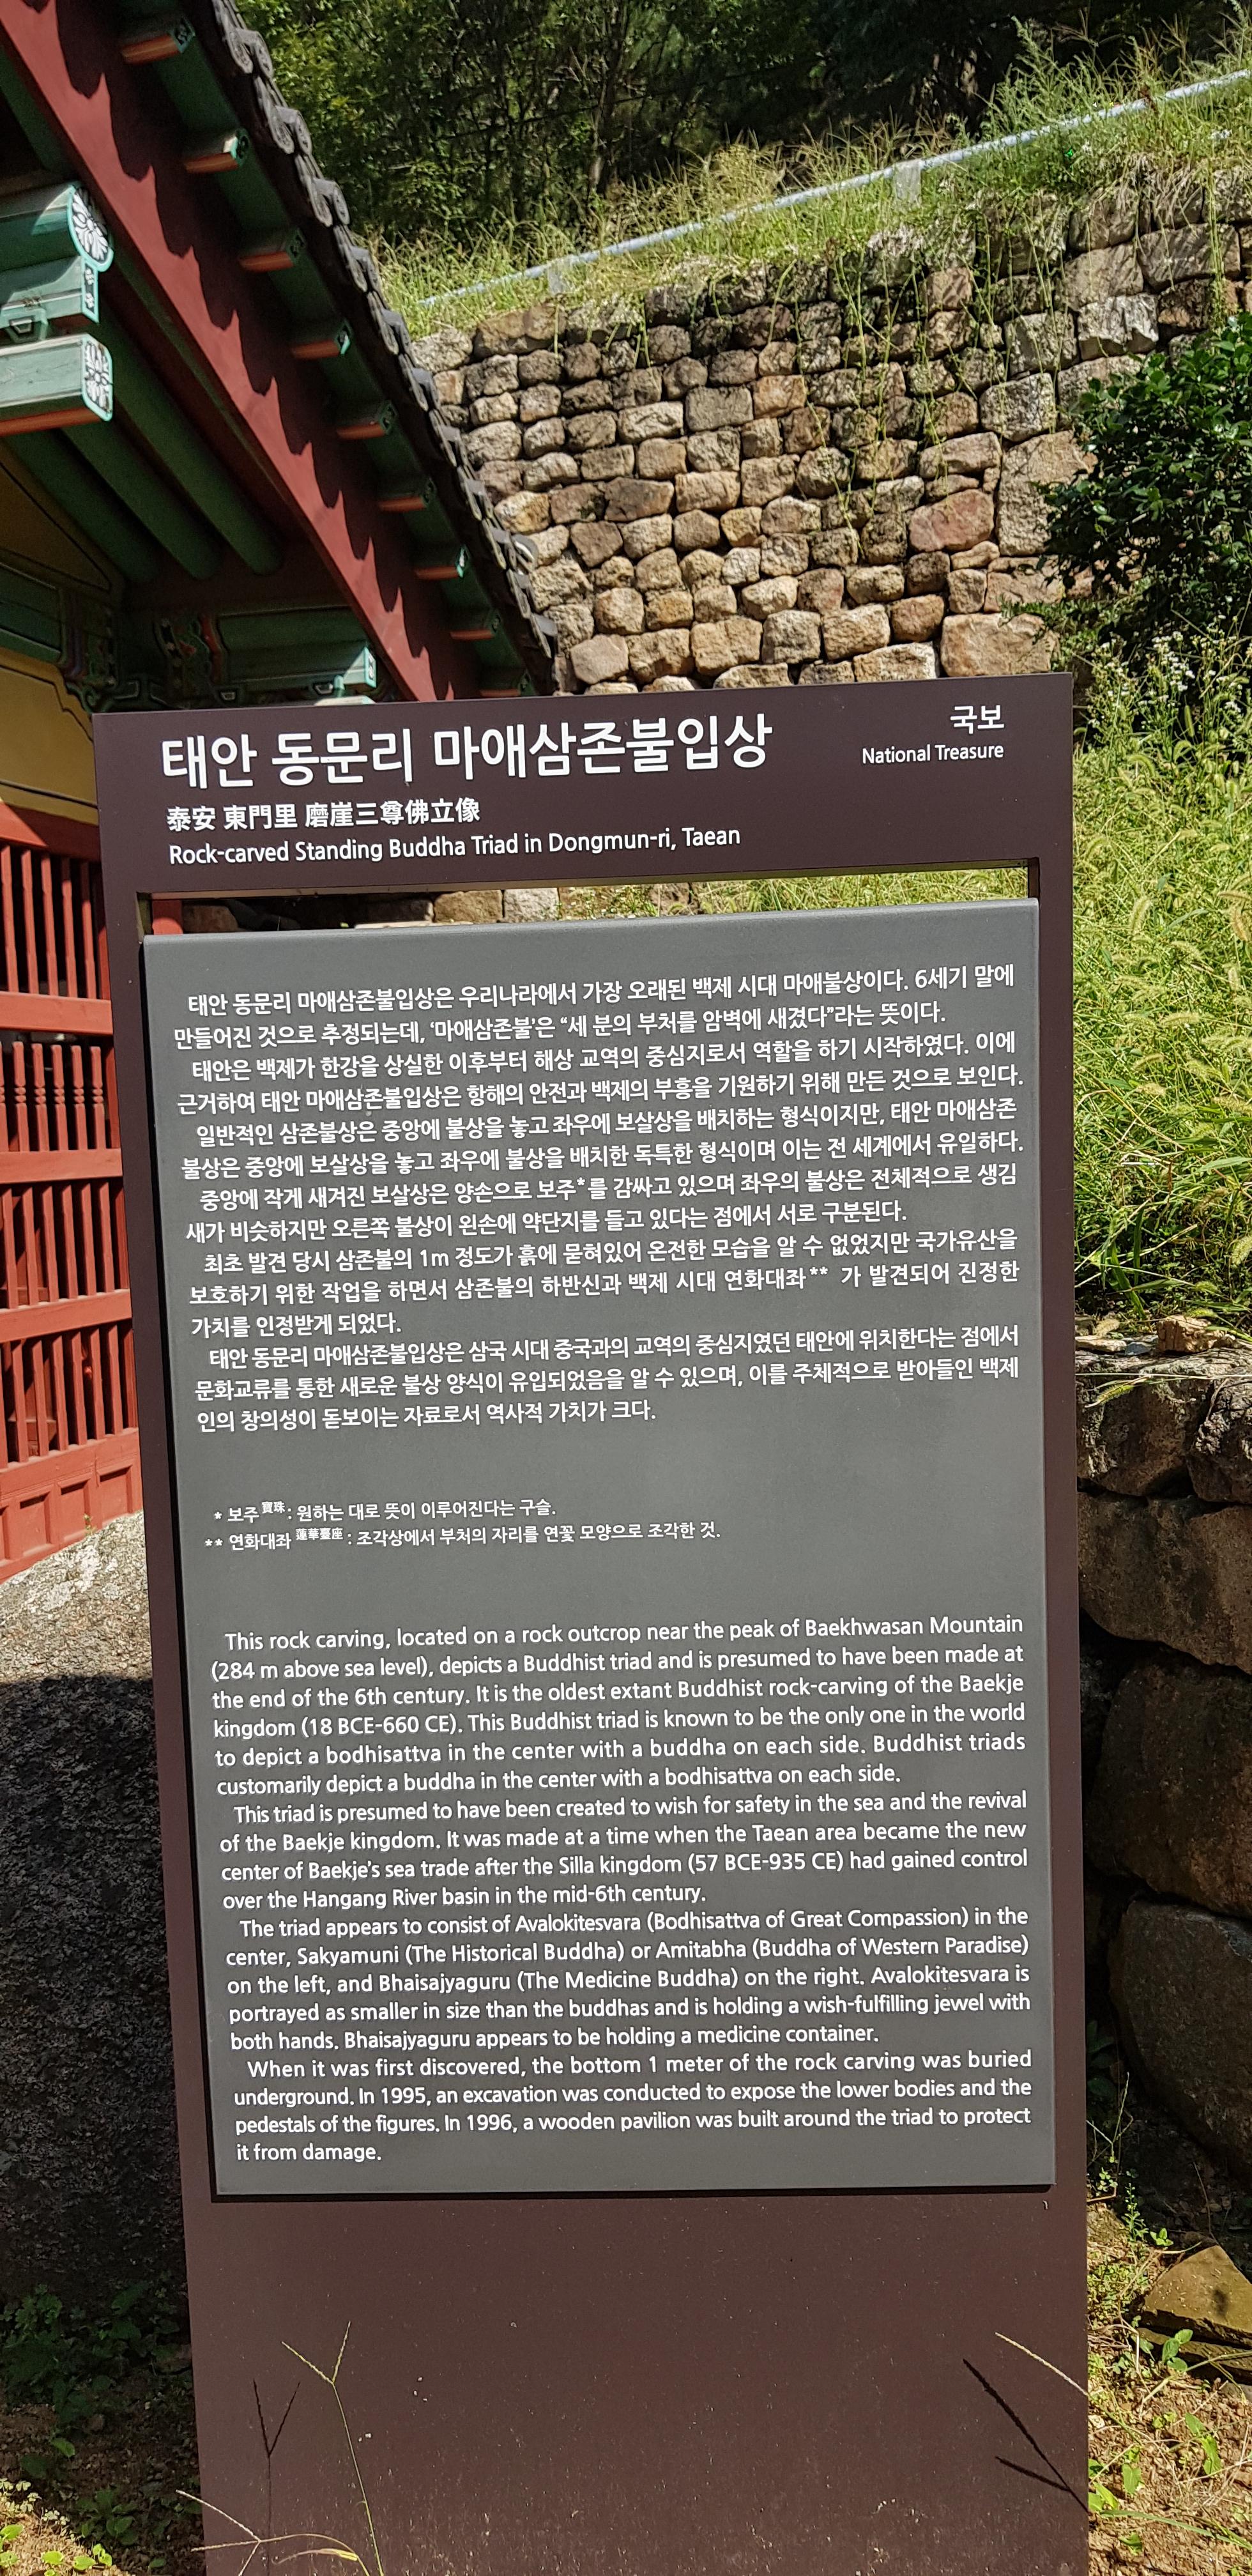 태안 동문리 마애삼존불입상
국보
National Treasure
泰安 東門里 磨崖三尊佛立像
Rock-carved Standing Buddha Triad in Dongmun-ri, Taean
태안 동문리 마애삼존불입상은 우리나라에서 가장 오래된 백제 시대 마애불상이다. 6세기 말에
만들어진 것으로 추정되는데, ‘마애삼존불’은 “세 분의 부처를 암벽에 새겼다”라는 뜻이다.
태안은 백제가 한강을 상실한 이후부터 해상 교역의 중심지로서 역할을 하기 시작하였다. 이에
근거하여 태안 마애삼존불입상은 항해의 안전과 백제의 부흥을 기원하기 위해 만든 것으로 보인다.
일반적인 삼존불상은 중앙에 불상을 놓고 좌우에 보살상을 배치하는 형식이지만, 태안 마애삼존
불상은 중앙에 보살상을 놓고 좌우에 불상을 배치한 독특한 형식이며 이는 전 세계에서 유일하다.
중앙에 작게 새겨진 보살상은 양손으로 보주*를 감싸고 있으며 좌우의 불상은 전체적으로 생김
새가 비슷하지만 오른쪽 불상이 왼손에 약단지를 들고 있다는 점에서 서로 구분된다.
최초 발견 당시 삼존불의 1m 정도가 흙에 묻혀있어 온전한 모습을 알 수 없었지만 국가유산을
보호하기 위한 작업을 하면서 삼존불의 하반신과 백제 시대 연화대좌** 가 발견되어 진정한
가치를 인정받게 되었다.
태안 동문리 마애삼존불입상은 삼국 시대 중국과의 교역의 중심지였던 태안에 위치한다는 점에서
문화교류를 통한 새로운 불상 양식이 유입되었음을 알 수 있으며, 이를 주체적으로 받아들인 백제
인의 창의성이 돋보이는 자료로서 역사적 가치가 크다.
* 보주寶珠: 원하는 대로 뜻이 이루어진다는 구슬.
** 연화대좌蓮華臺座: 조각상에서 부처의 자리를 연꽃 모양으로 조각한 것.
This rock carving, located on a rock outcrop near the peak of Baekhwasan Mountain
(284 m above sea level), depicts a Buddhist triad and is presumed to have been made at
the end of the 6th century. It is the oldest extant Buddhist rock-carving of the Baekje
kingdom (18 BCE-660 CE). This Buddhist triad is known to be the only one in the world
to depict a bodhisattva in the center with a buddha on each side. Buddhist triads
customarily depict a buddha in the center with a bodhisattva on each side.
This triad is presumed to have been created to wish for safety in the sea and the revival
of the Baekje kingdom. It was made at a time when the Taean area became the new
center of Baekje’s sea trade after the Silla kingdom (57 BCE-935 CE) had gained control
over the Hangang River basin in the mid-6th century.
The triad appears to consist of Avalokitesvara (Bodhisattva of Great Compassion) in the
center, Sakyamuni (The Historical Buddha) or Amitabha (Buddha of Western Paradise)
on the left, and Bhaisajyaguru (The Medicine Buddha) on the right. Avalokitesvara is
portrayed as smaller in size than the buddhas and is holding a wish-fulfilling jewel with
both hands. Bhaisajyaguru appears to be holding a medicine container.
When it was first discovered, the bottom 1 meter of the rock carving was buried
underground. In 1995, an excavation was conducted to expose the lower bodies and the
pedestals of the figures. In 1996, a wooden pavilion was built around the triad to protect
it from damage.